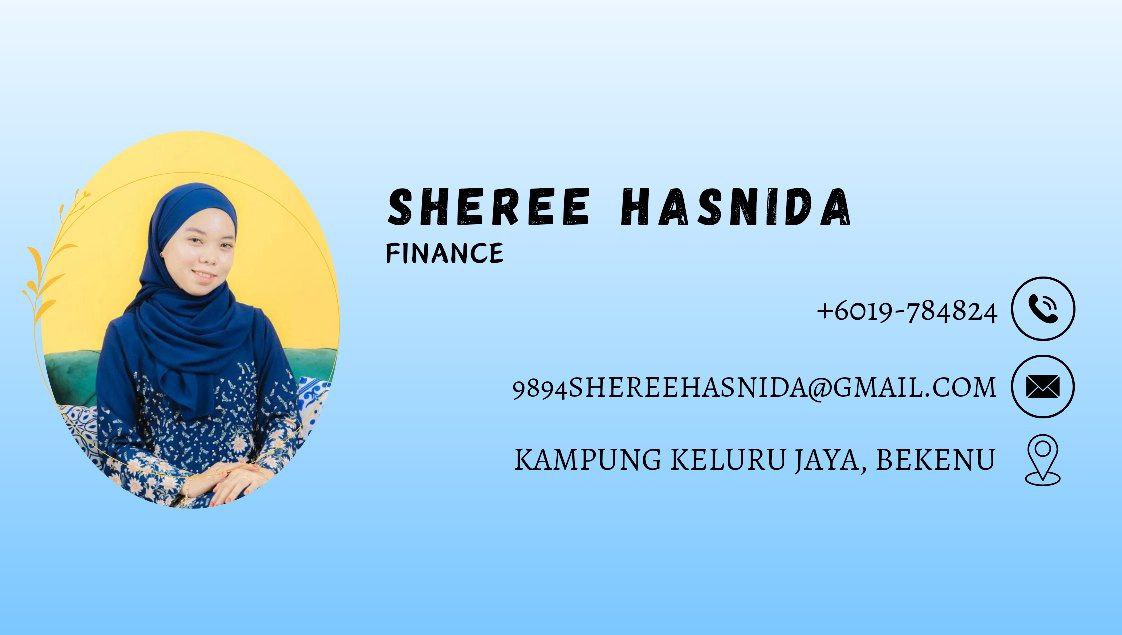 SHEREE HASNIDA
FINANCE
+6019-784824
9894SHEREEHASNIDA@GMAIL.COM
KAMPUNG KELURU JAYA, BEKENU